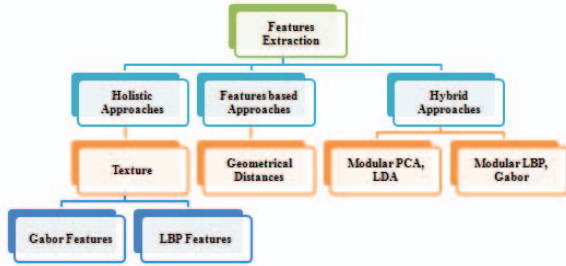 Features
Extraction
Holistic
Approaches
Features based
Approaches
Hybrid
Approaches
Texture
Geometrical
Distances
Modular PCA,
LDA
Modular LBP,
Gabor
Gabor Features
LBP Features